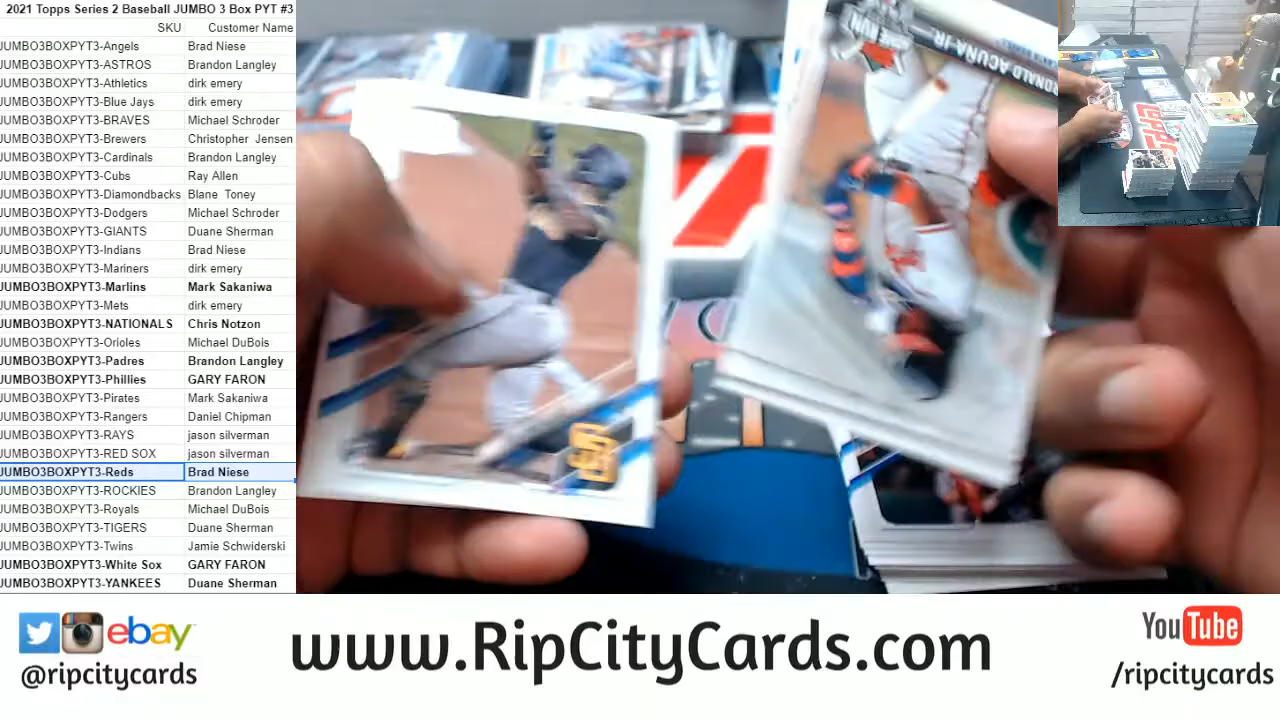 2021 Topps Series 2 Baseball JUMBO 3 Box PYT #3
SKU Customer Name
JUMBO3BOXPYT3-Angels Brad Niese
JUMBO3BOXPYT3-ASTROS Brandon Langley
JUMBO3BOXPYT3-Athletics dirk emery
JUMBO3BOXPYT3-Blue Jays dirk emery
JUMBO3BOXPYT3-BRAVES Michael Schroder
JUMBO3BOXPYT3-Brewers Christopher Jensen
JUMBO3BOXPYT3-Cardinals Brandon Langley
JUMBO3BOXPYT3-Cubs Ray Allen
JUMBO3BOXPYT3-Diamondbacks Blane Toney
JUMBO3BOXPYT3-Dodgers Michael Schroder
JUMBO3BOXPYT3-GIANTS Duane Sherman
JUMBO3BOXPYT3-Indians Brad Niese
JUMBO3BOXPYT3-Mariners dirk emery
JUMBO3BOXPYT3-Marlins Mark Sakaniwa
JUMBO3BOXPYT3-Mets dirk emery
JUMBO3BOXPYT3-NATIONALS Chris Notzon
JUMBO3BOXPYT3-Orioles Michael DuBois
JUMBO3BOXPYT3-Padres Brandon Langley
JUMBO3BOXPYT3-Phillies GARY FARON
JUMBO3BOXPYT3-Pirates Mark Sakaniwa
JUMBO3BOXPYT3-Rangers Daniel Chipman
JUMBO3BOXPYT3-RAYS jason silverman
JUMBO3BOXPYT3-RED SOX jason silverman
JUMBO3BOXPYT3-Reds Brad Niese
JUMBO3BOXPYT3-ROCKIES Brandon Langley
JUMBO3BOXPYT3-Royals Michael DuBois
JUMBO3BOXPYT3-TIGERS Duane Sherman
JUMBO3BOXPYT3-Twins Jamie Schwiderski
JUMBO3BOXPYT3-White Sox GARY FARON
JUMBO3BOXPYT3-YANKEES Duane Sherman
RONALD ACUÑA JR.
HOME RUN
SD
topps
ebay
@ripcitycards
www.RipCityCards.com
YouTube
/ripcitycards